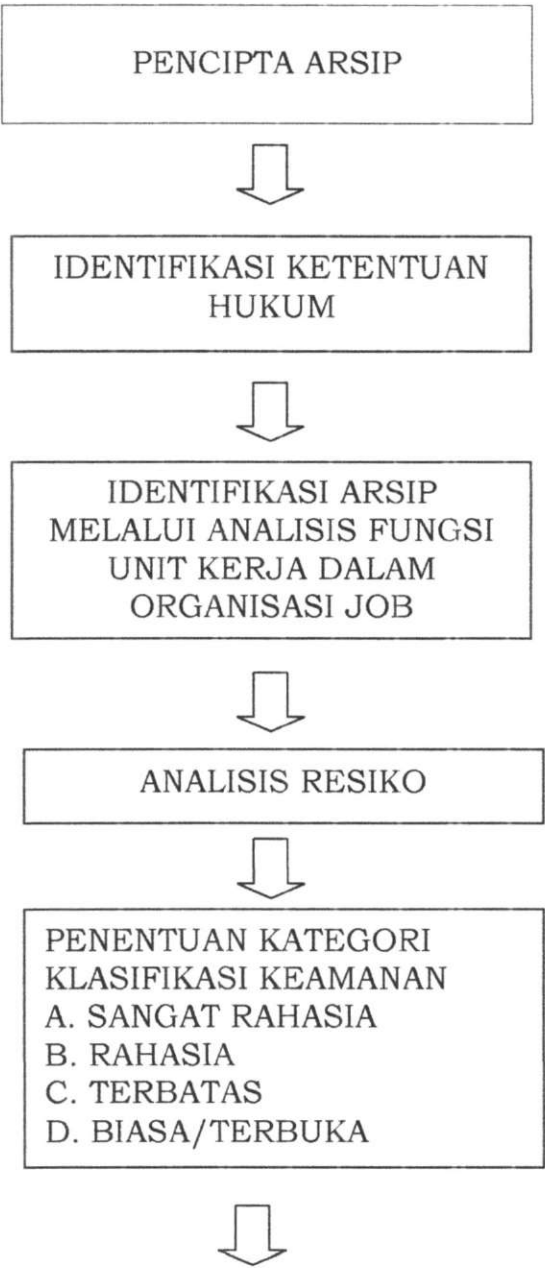 PENCIPTA ARSIP
IDENTIFIKASI KETENTUAN
HUKUM
IDENTIFIKASI ARSIP
MELALUI ANALISIS FUNGSI
UNIT KERJA DALAM
ORGANISASI JOB
ANALISIS RESIKO
PENENTUAN KATEGORI
KLASIFIKASI KEAMANAN
A. SANGAT RAHASIA
B. RAHASIA
C. TERBATAS
D. BIASA/TERBUKA